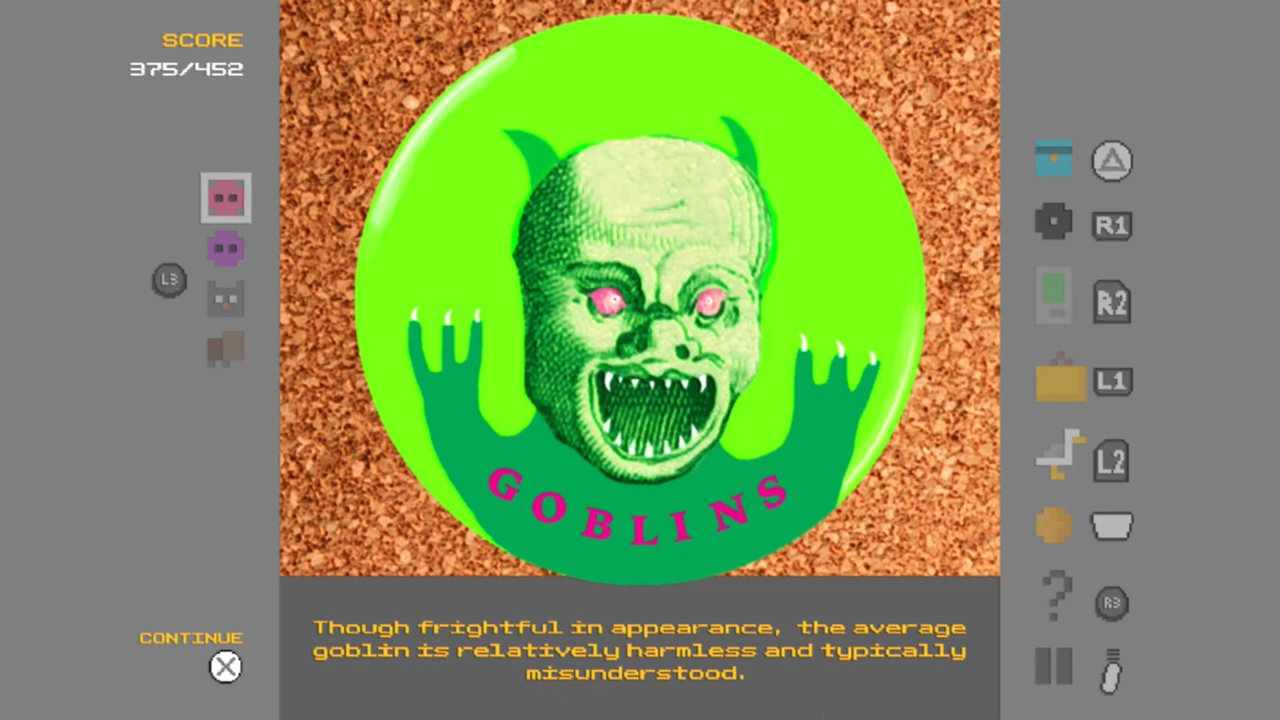 SCORE
375/452
L3
GOBLINS
R1
R2
L1
L2
R3
CONTINUE
Though frightful in appearance, the average
goblin is relatively harmless and typically
misunderstood.